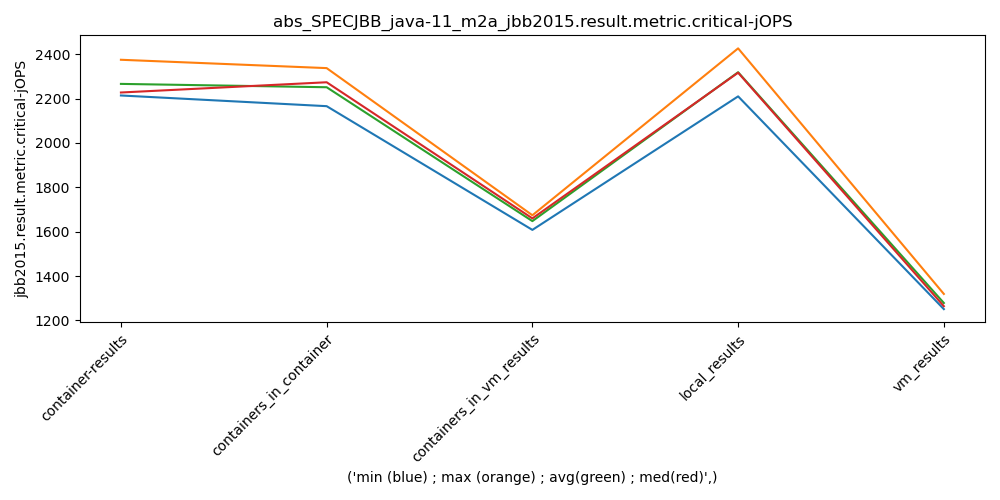 abs_SPECJBB_java-11_m2a_jbb2015.result.metric.critical-jOPS
jbb2015.result.metric.critical-jOPS
2400
2200
2000
1800
1600
1400
1200
container-results
containers_in_container
containers_in_vm_results
local_results
vm_results
('min (blue) ; max (orange) ; avg(green) ; med(red)',)